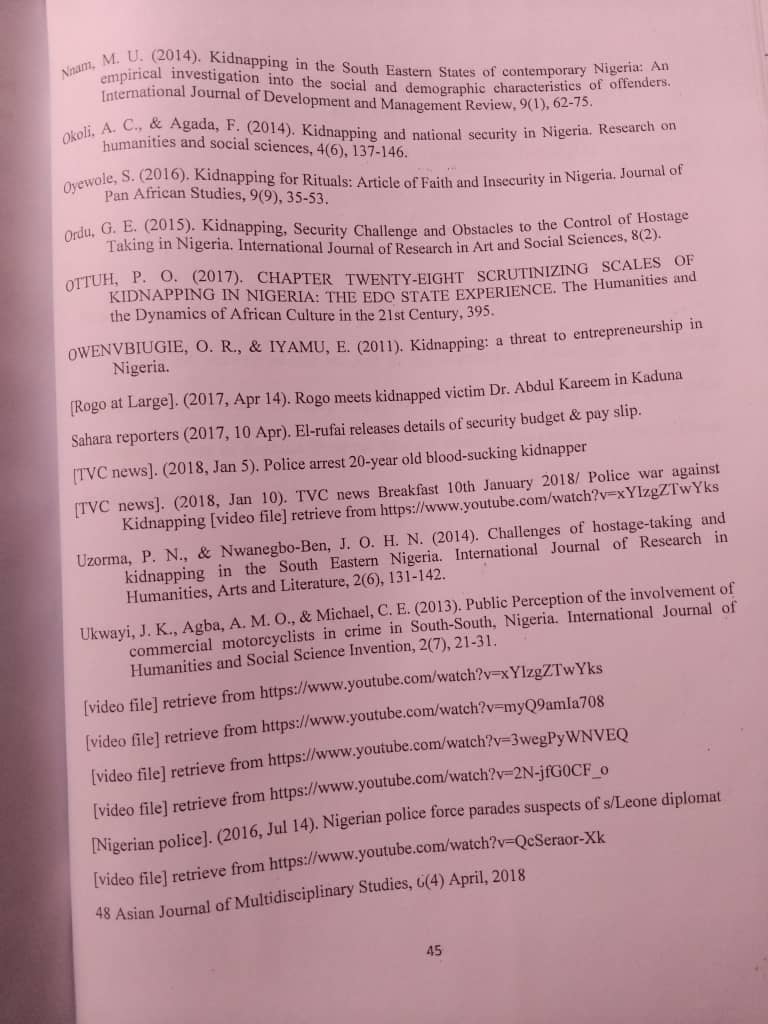 Nnam, M. U. (2014). Kidnapping in the South Eastern States of contemporary Nigeria: An
empirical investigation into the social and demographic characteristics of offenders.
International Journal of Development and Management Review, 9(1), 62-75.
Okoli, A. C., & Agada, F. (2014). Kidnapping and national security in Nigeria. Research on
humanities and social sciences, 4(6), 137-146.
Oyewole, S. (2016). Kidnapping for Rituals: Article of Faith and Insecurity in Nigeria. Journal of
Pan African Studies, 9(9), 35-53.
Ordu, G. E. (2015). Kidnapping, Security Challenge and Obstacles to the Control of Hostage
Taking in Nigeria. International Journal of Research in Art and Social Sciences, 8(2).
OTTUH, P. O. (2017). CHAPTER TWENTY-EIGHT SCRUTINIZING SCALES OF
KIDNAPPING IN NIGERIA: THE EDO STATE EXPERIENCE. The Humanities and
the Dynamics of African Culture in the 21st Century, 395.
OWENVBIUGIE, O. R., & IYAMU, E. (2011). Kidnapping: a threat to entrepreneurship in
Nigeria.
[Rogo at Large]. (2017, Apr 14). Rogo meets kidnapped victim Dr. Abdul Kareem in Kaduna
Sahara reporters (2017, 10 Apr). El-rufai releases details of security budget & pay slip.
[TVC news]. (2018, Jan 5). Police arrest 20-year old blood-sucking kidnapper
[TVC news]. (2018, Jan 10). TVC news Breakfast 10th January 2018/ Police war against
Kidnapping [video file] retrieve from https://www.youtube.com/watch?v=xYIzgZTwYks
Uzorma, P. N., & Nwanegbo-Ben, J. O. H. N. (2014). Challenges of hostage-taking and
kidnapping in the South Eastern Nigeria. International Journal of Research in
Humanities, Arts and Literature, 2(6), 131-142.
Ukwayi, J. K., Agba, A. M. O., & Michael, C. E. (2013). Public Perception of the involvement of
commercial motorcyclists in crime in South-South, Nigeria. International Journal of
Humanities and Social Science Invention, 2(7), 21-31.
[video file] retrieve from https://www.youtube.com/watch?v=xYIzgZTwYks
[video file] retrieve from https://www.youtube.com/watch?v=myQ9amIa708
[video file] retrieve from https://www.youtube.com/watch?v=3wegPyWNVEQ
[video file] retrieve from https://www.youtube.com/watch?v=2N-jfG0CF_o
[Nigerian police]. (2016, Jul 14). Nigerian police force parades suspects of s/Leone diplomat
[video file] retrieve from https://www.youtube.com/watch?v=QcSeraor-Xk
48 Asian Journal of Multidisciplinary Studies, 6(4) April, 2018
45